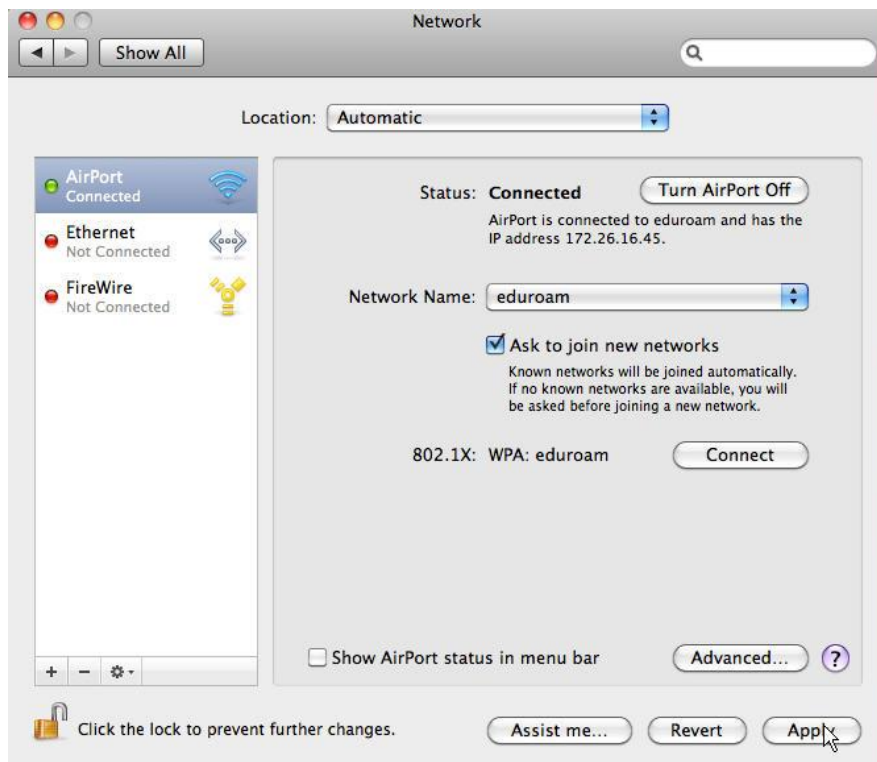 Network
Show All
Location: Automatic
AirPort
Connected
Ethernet
Not Connected
FireWire
Not Connected
Status: Connected Turn AirPort Off
AirPort is connected to eduroam and has the
IP address 172.26.16.45.
Network Name: eduroam
Ask to join new networks
Known networks will be joined automatically.
If no known networks are available, you will
be asked before joining a new network.
802.1X: WPA: eduroam Connect
Show AirPort status in menu bar Advanced... ?
Click the lock to prevent further changes. Assist me... Revert Apply